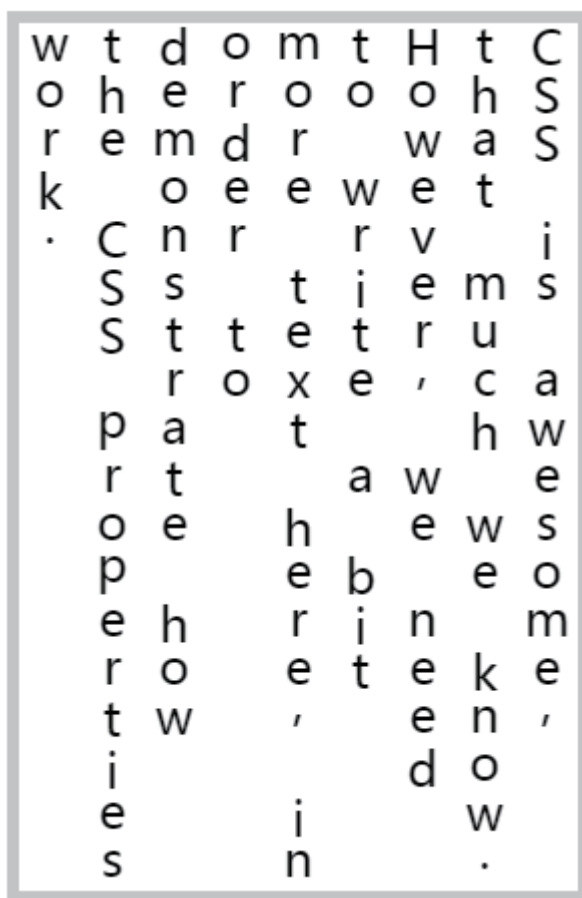 CSS is awesome,
that much we know.
However, we need
to write a bit
more text here, in
order to
demonstrate how
the CSS properties
work.